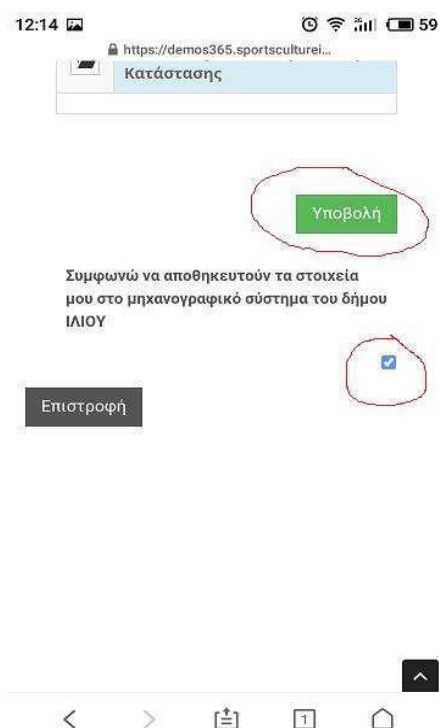 12:14
59
https://demos365.sportsculturei...
Κατάστασης
Υποβολή
Συμφωνώ να αποθηκευτούν τα στοιχεία
μου στο μηχανογραφικό σύστημα του δήμου
ΙΛΙΟΥ
Επιστροφή
1